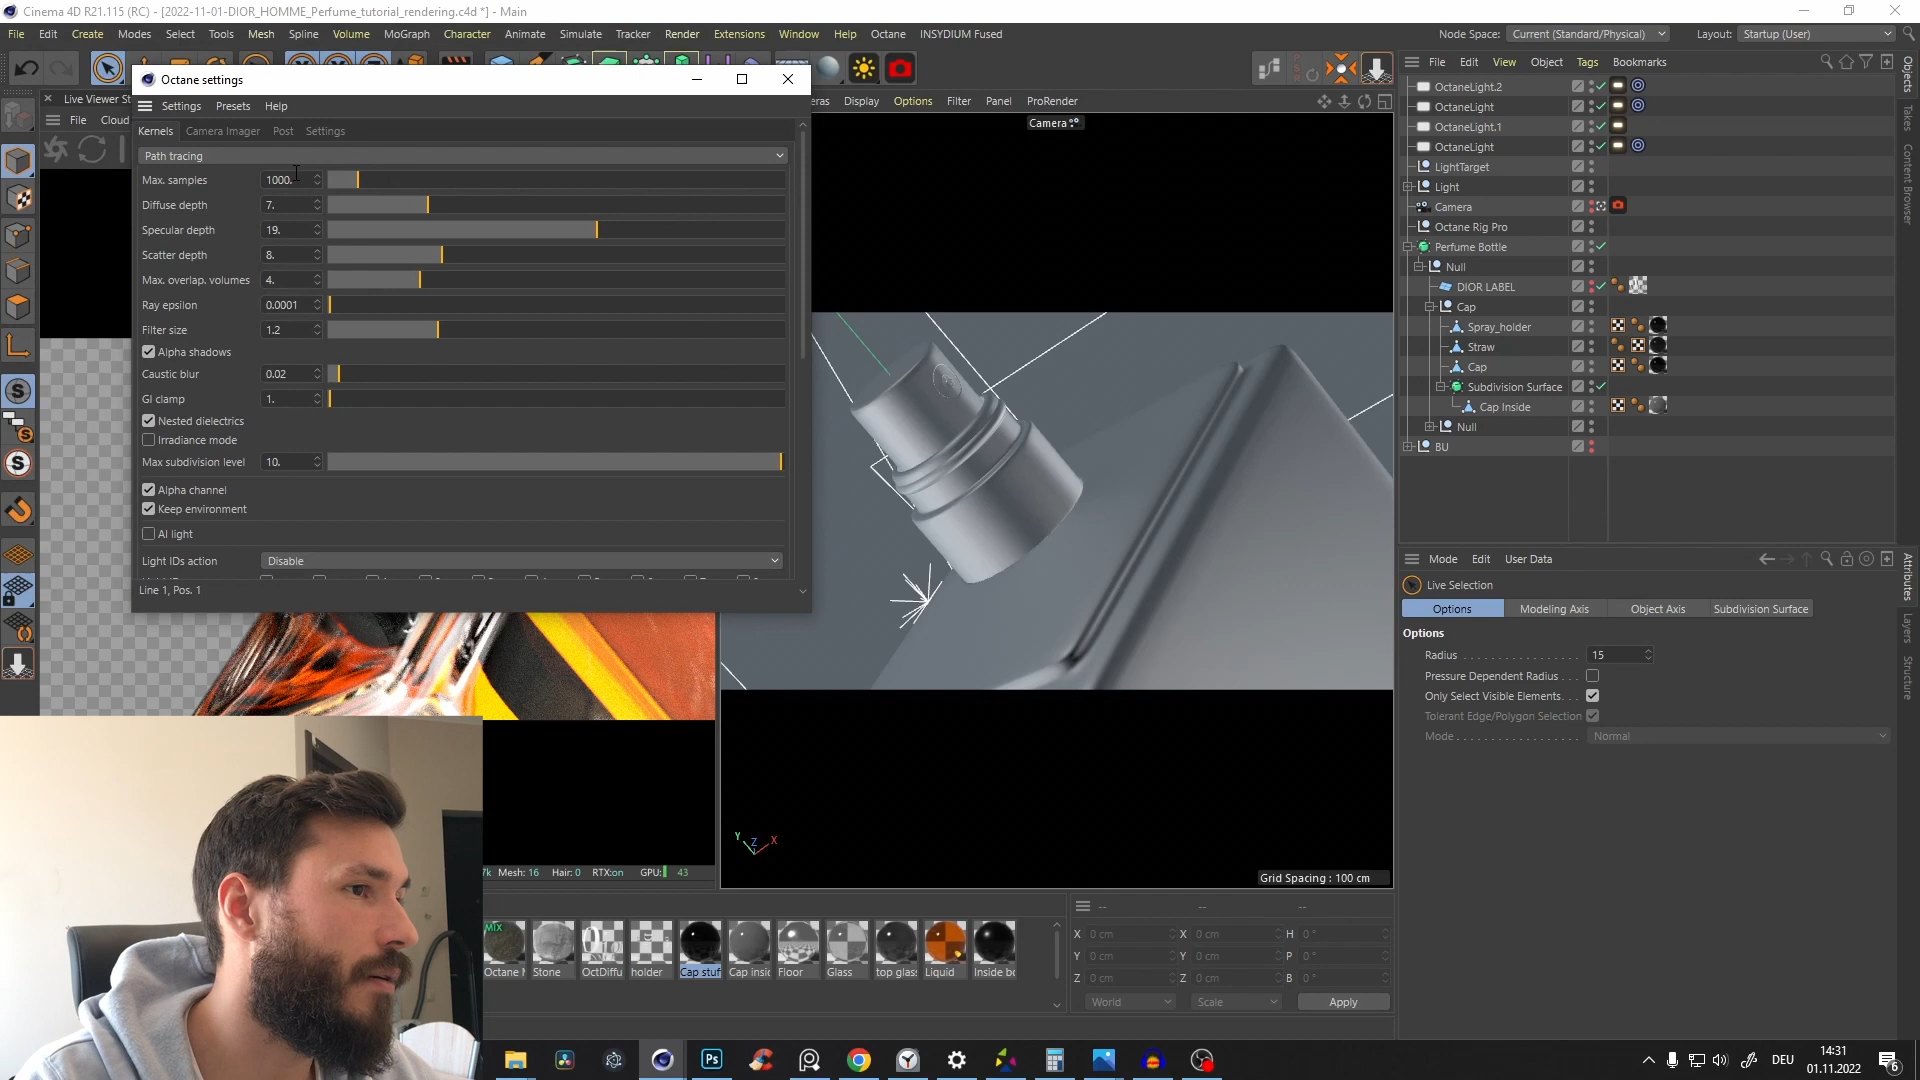 Cinema 4D R21.115 (RC) - [2022-11-01-DIOR_HOMME_Perfume_tutorial_rendering.c4d *] - Main
File Edit Create Modes Select Tools Mesh Spline Volume MoGraph Character Animate Simulate Tracker Render Extensions Window Help Octane INSYDIUM Fused
Node Space: Current (Standard/Physical) Layout: Startup (User)
Octane settings
Settings Presets Help
Kernels Camera Imager Post Settings
Path tracing
Max. samples 1000.
Diffuse depth 7.
Specular depth 19.
Scatter depth 8.
Max. overlap. volumes 4.
Ray epsilon 0.0001
Filter size 1.2
Alpha shadows
Caustic blur 0.02
GI clamp 1.
Nested dielectrics
Irradiance mode
Max subdivision level 10.
Alpha channel
Keep environment
AI light
Light IDs action Disable
Line 1, Pos. 1
Live Viewer St
File Cloud
Display Options Filter Panel ProRender
Camera
Grid Spacing : 100 cm
Y Z X
Mesh: 16 Hair: 0 RTX:on GPU: 43
File Edit View Object Tags Bookmarks
OctaneLight.2
OctaneLight
OctaneLight.1
OctaneLight
LightTarget
Light
Camera
Octane Rig Pro
Perfume Bottle
Null
DIOR LABEL
Cap
Spray_holder
Straw
Cap
Subdivision Surface
Cap Inside
Null
BU
Objects
Takes
Content Browser
Mode Edit User Data
Live Selection
Options Modeling Axis Object Axis Subdivision Surface
Options
Radius 15
Pressure Dependent Radius
Only Select Visible Elements
Tolerant Edge/Polygon Selection
Mode Normal
Attributes
Layers
Structure
MIX
Octane M Stone OctDiffu holder Cap stuf Cap insic Floor Glass top glas: Liquid Inside bo
-- -- --
X 0 cm X 0 cm H 0 °
Y 0 cm Y 0 cm P 0 °
Z 0 cm Z 0 cm B 0 °
World Scale Apply
Ps
DEU
14:31
01.11.2022
6